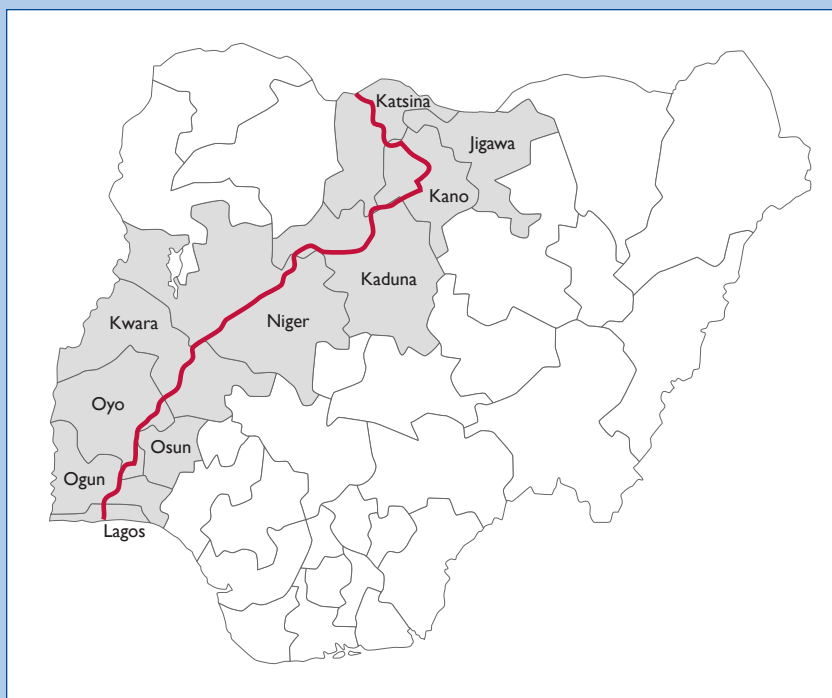 Katsina
Jigawa
Kano
Kaduna
Kwara
Niger
Oyo
Osun
Ogun
Lagos